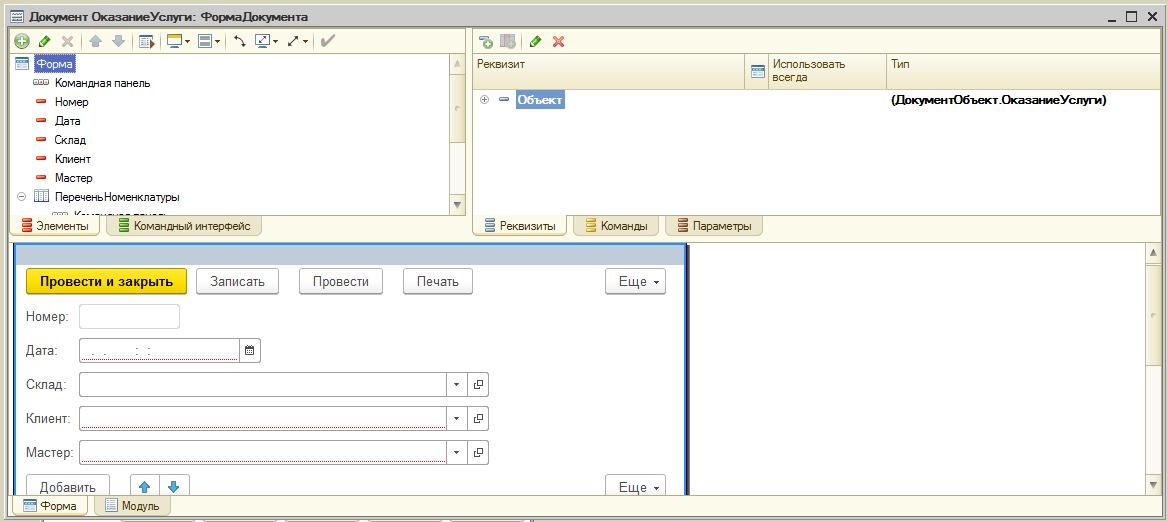 Документ ОказаниеУслуги: ФормаДокумента
Форма
Командная панель
Номер
Дата
Склад
Клиент
Мастер
ПереченьНоменклатуры
Командная панель
Элементы
Командный интерфейс
Реквизит
Использовать всегда
Тип
Объект
(ДокументОбъект.ОказаниеУслуги)
Реквизиты
Команды
Параметры
Провести и закрыть
Записать
Провести
Печать
Еще
Номер:
Дата:
. . : :
Склад:
Клиент:
Мастер:
Добавить
Еще
Форма
Модуль